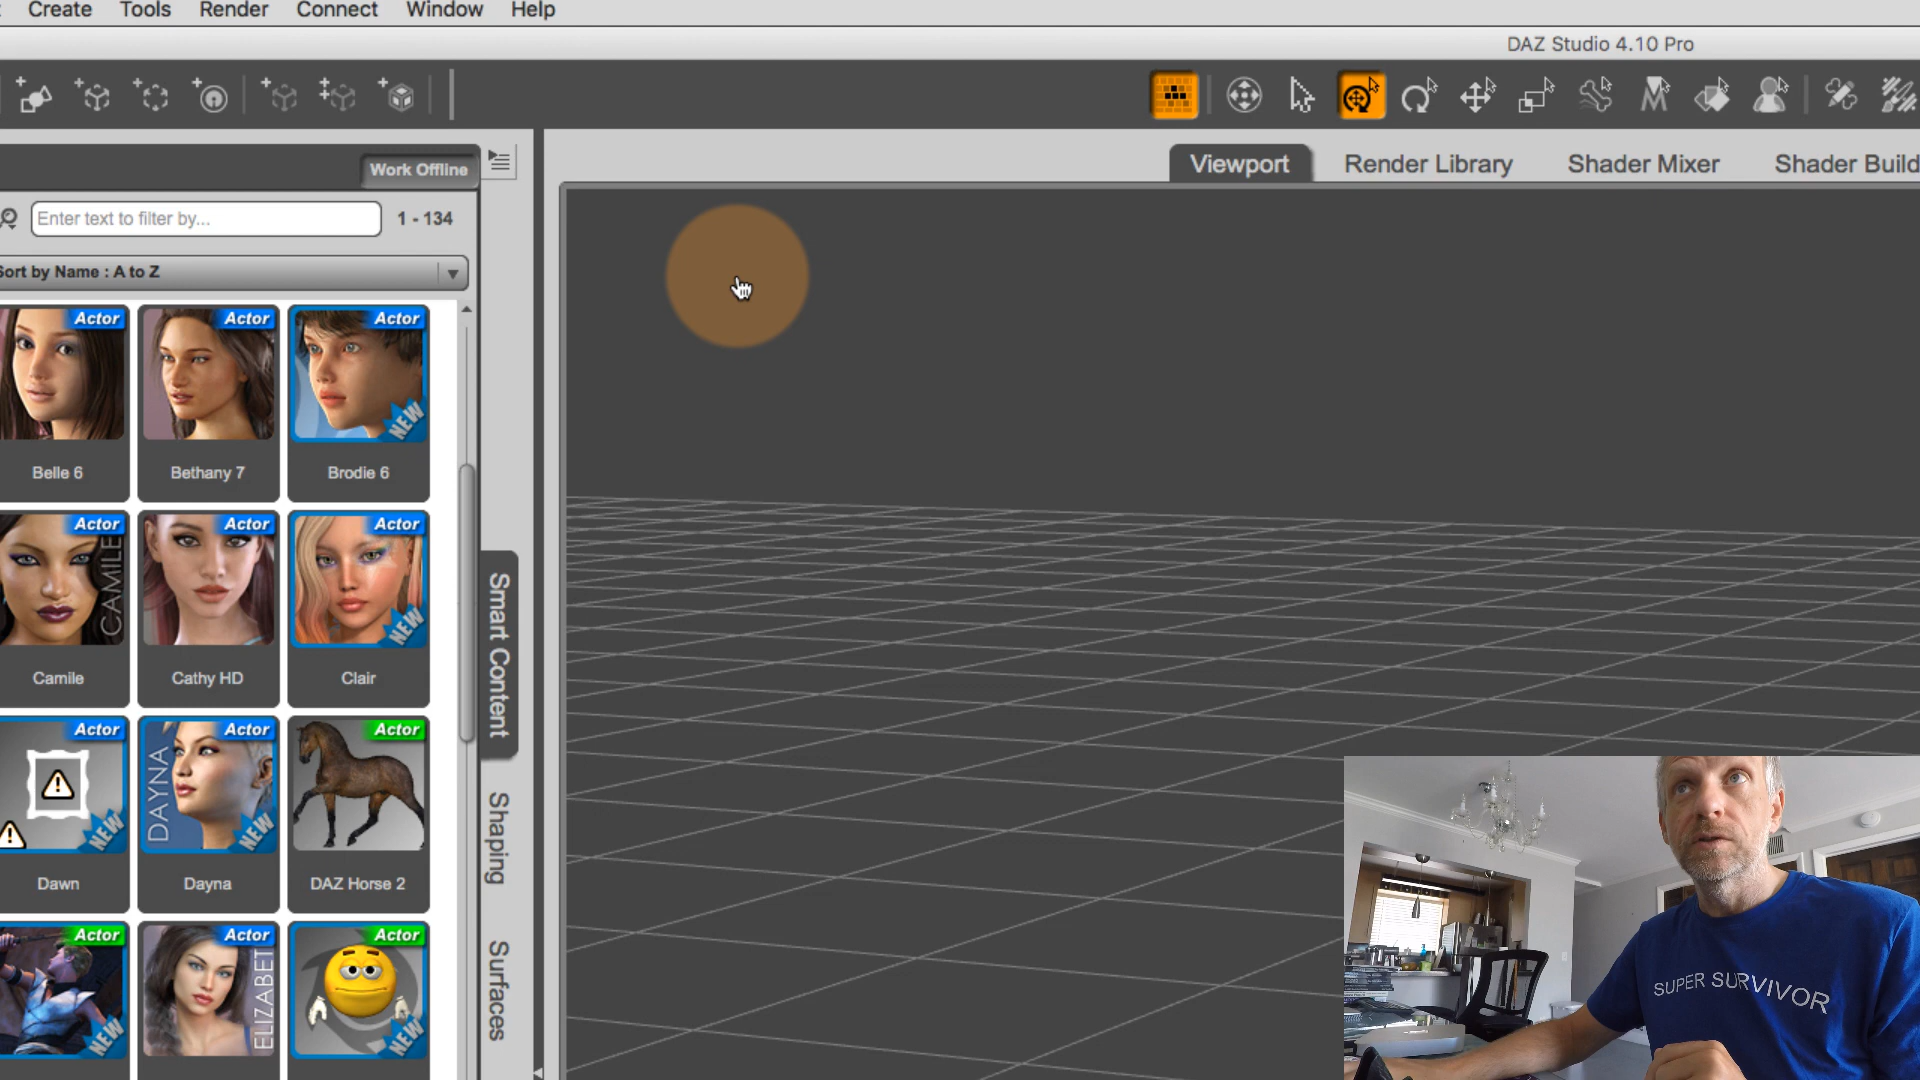 Create Tools Render Connect Window Help
DAZ Studio 4.10 Pro
Work Offline
Viewport Render Library Shader Mixer Shader Build
Enter text to filter by... 1 - 134
Sort by Name : A to Z
Actor Actor Actor
NEW
Belle 6 Bethany 7 Brodie 6
Actor Actor Actor
CAMILE
NEW
Camile Cathy HD Clair
Smart Content
Actor Actor Actor
DAYNA
NEW NEW
Dawn Dayna DAZ Horse 2
Shaping
Actor Actor Actor
ELIZABET
NEW NEW
Surfaces
SUPER SURVIVOR